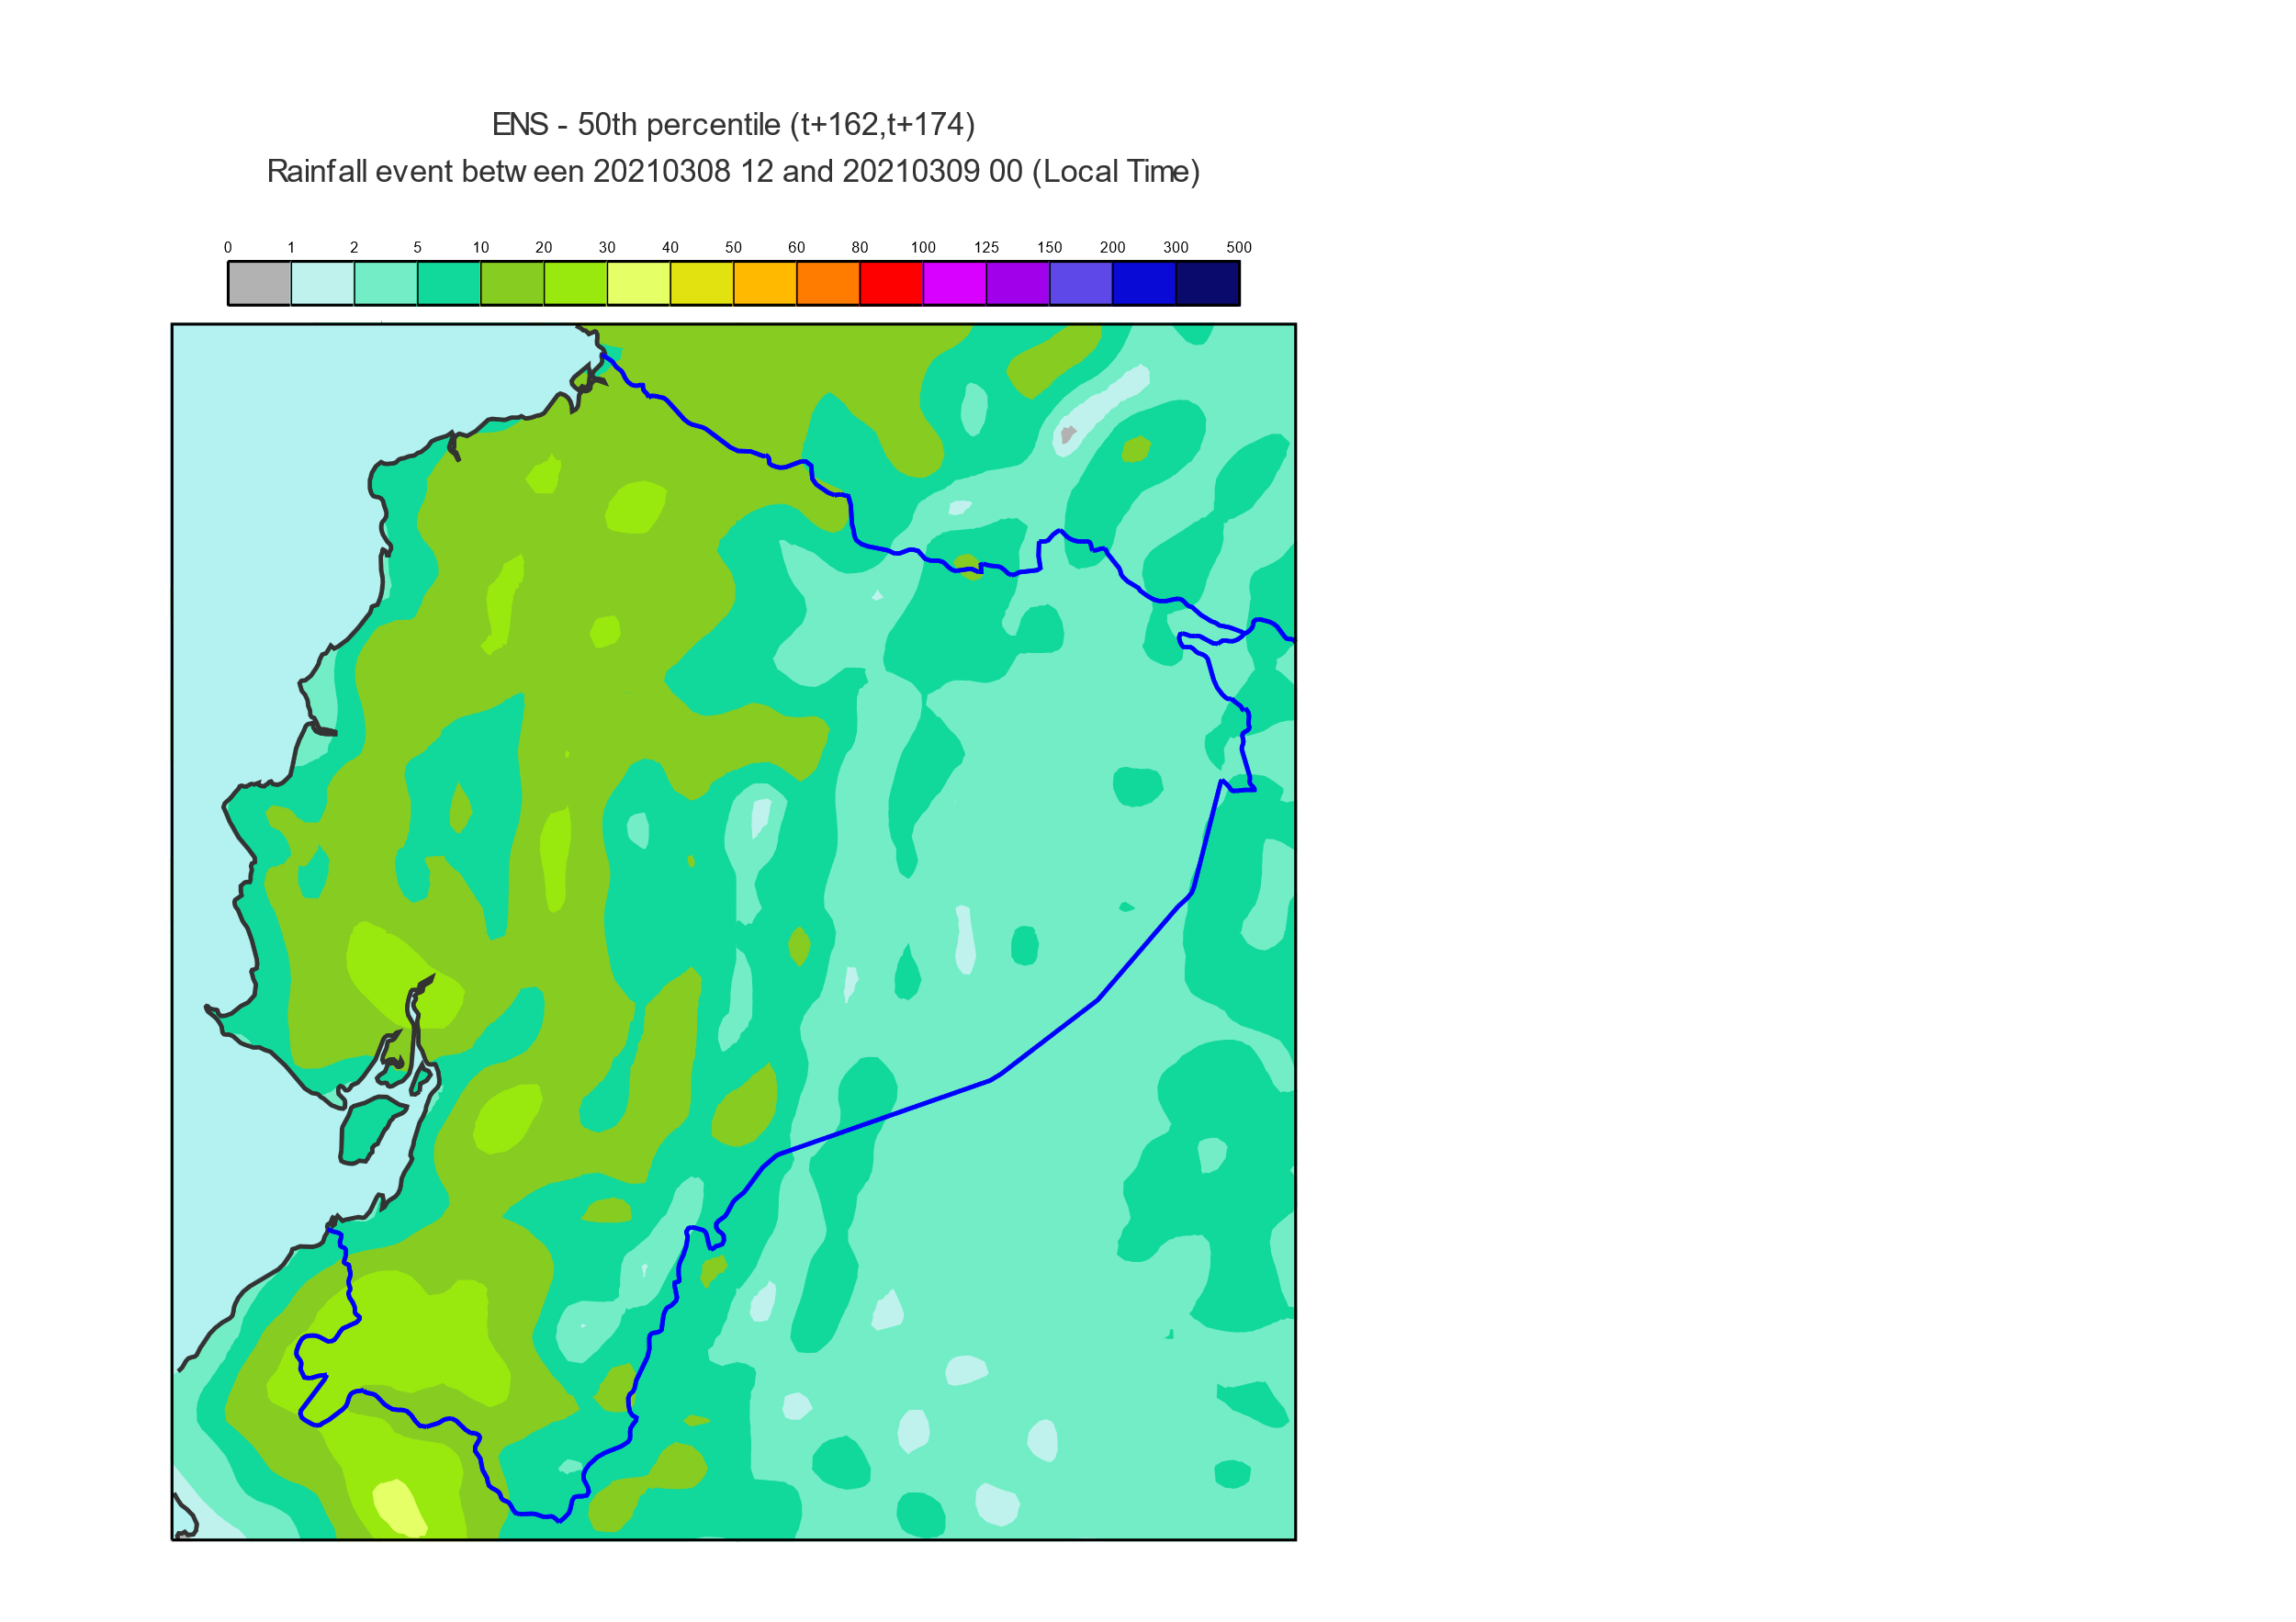 ENS - 50th percentile (t+162,t+174)
Rainfall event betw een 20210308 12 and 20210309 00 (Local Time)
0 1 2 5 10 20 30 40 50 60 80 100 125 150 200 300 500